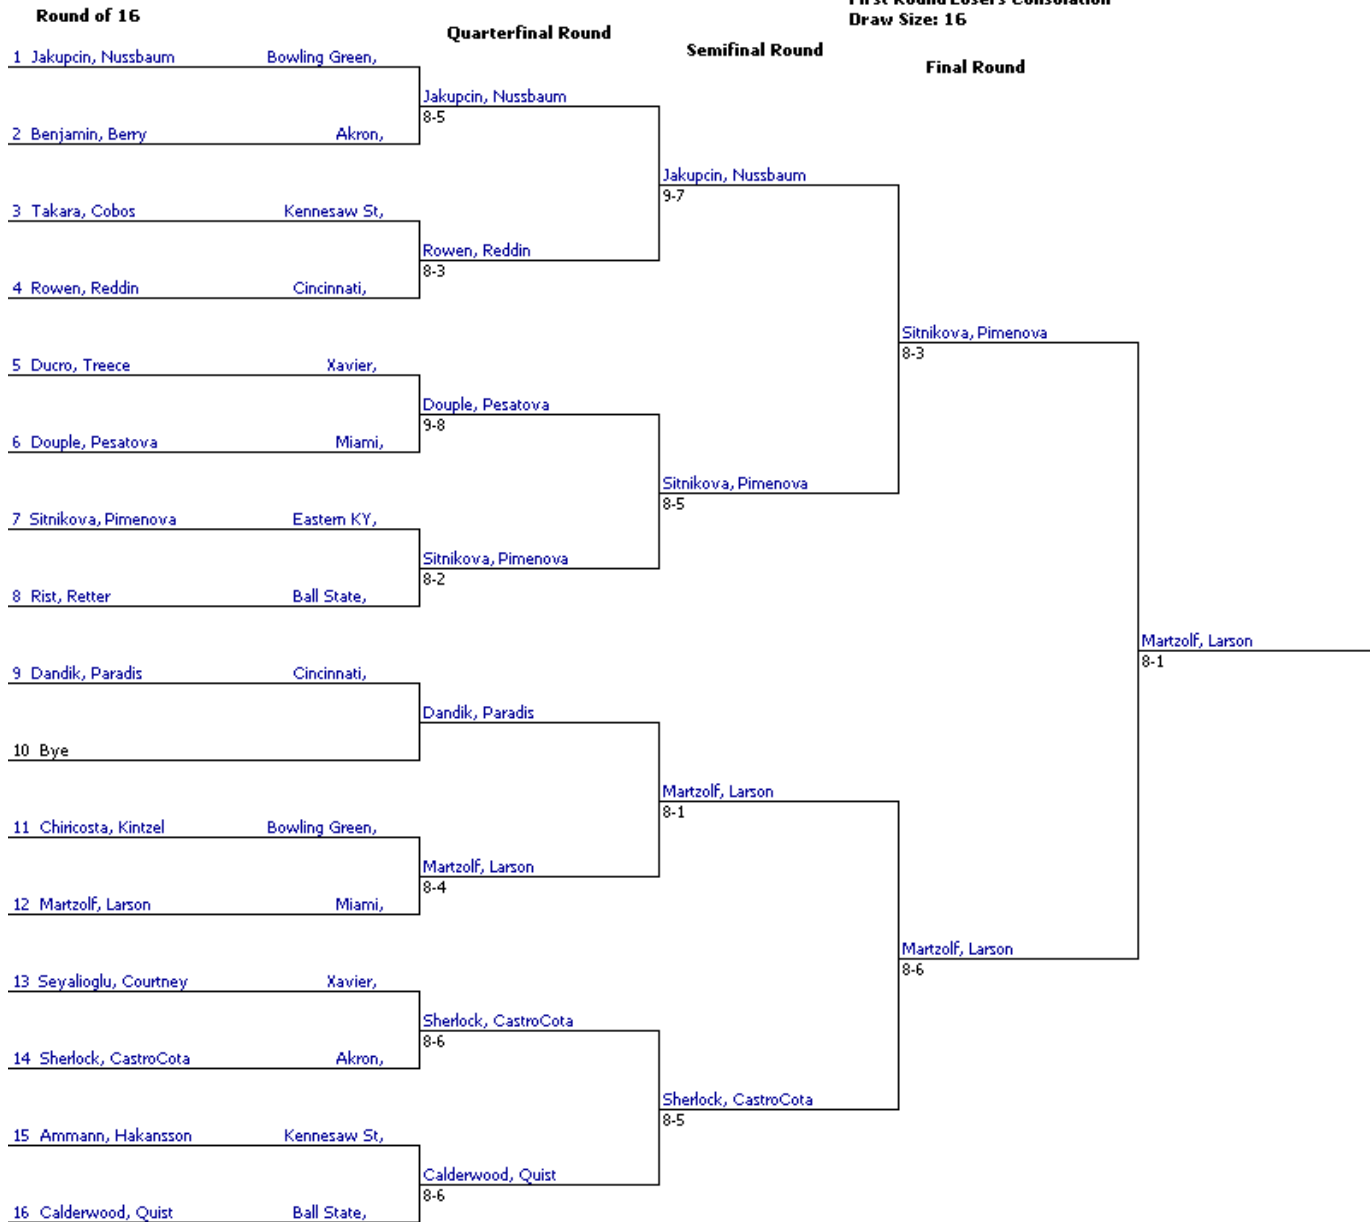 First Round Losers Consolation
Draw Size: 16
Round of 16
Quarterfinal Round
Semifinal Round
Final Round
1 Jakupcin, Nussbaum Bowling Green,
Jakupcin, Nussbaum
8-5
2 Benjamin, Berry Akron,
Jakupcin, Nussbaum
9-7
3 Takara, Cobos Kennesaw St,
Rowen, Reddin
8-3
4 Rowen, Reddin Cincinnati,
Sitnikova, Pimenova
8-3
5 Ducro, Treece Xavier,
Douple, Pesatova
9-8
6 Douple, Pesatova Miami,
Sitnikova, Pimenova
8-5
7 Sitnikova, Pimenova Eastern KY,
Sitnikova, Pimenova
8-2
8 Rist, Retter Ball State,
Martzolf, Larson
8-1
9 Dandik, Paradis Cincinnati,
Dandik, Paradis
10 Bye
Martzolf, Larson
8-1
11 Chiricosta, Kintzel Bowling Green,
Martzolf, Larson
8-4
12 Martzolf, Larson Miami,
Martzolf, Larson
8-6
13 Seyalioglu, Courtney Xavier,
Sherlock, CastroCota
8-6
14 Sherlock, CastroCota Akron,
Sherlock, CastroCota
8-5
15 Ammann, Hakansson Kennesaw St,
Calderwood, Quist
8-6
16 Calderwood, Quist Ball State,